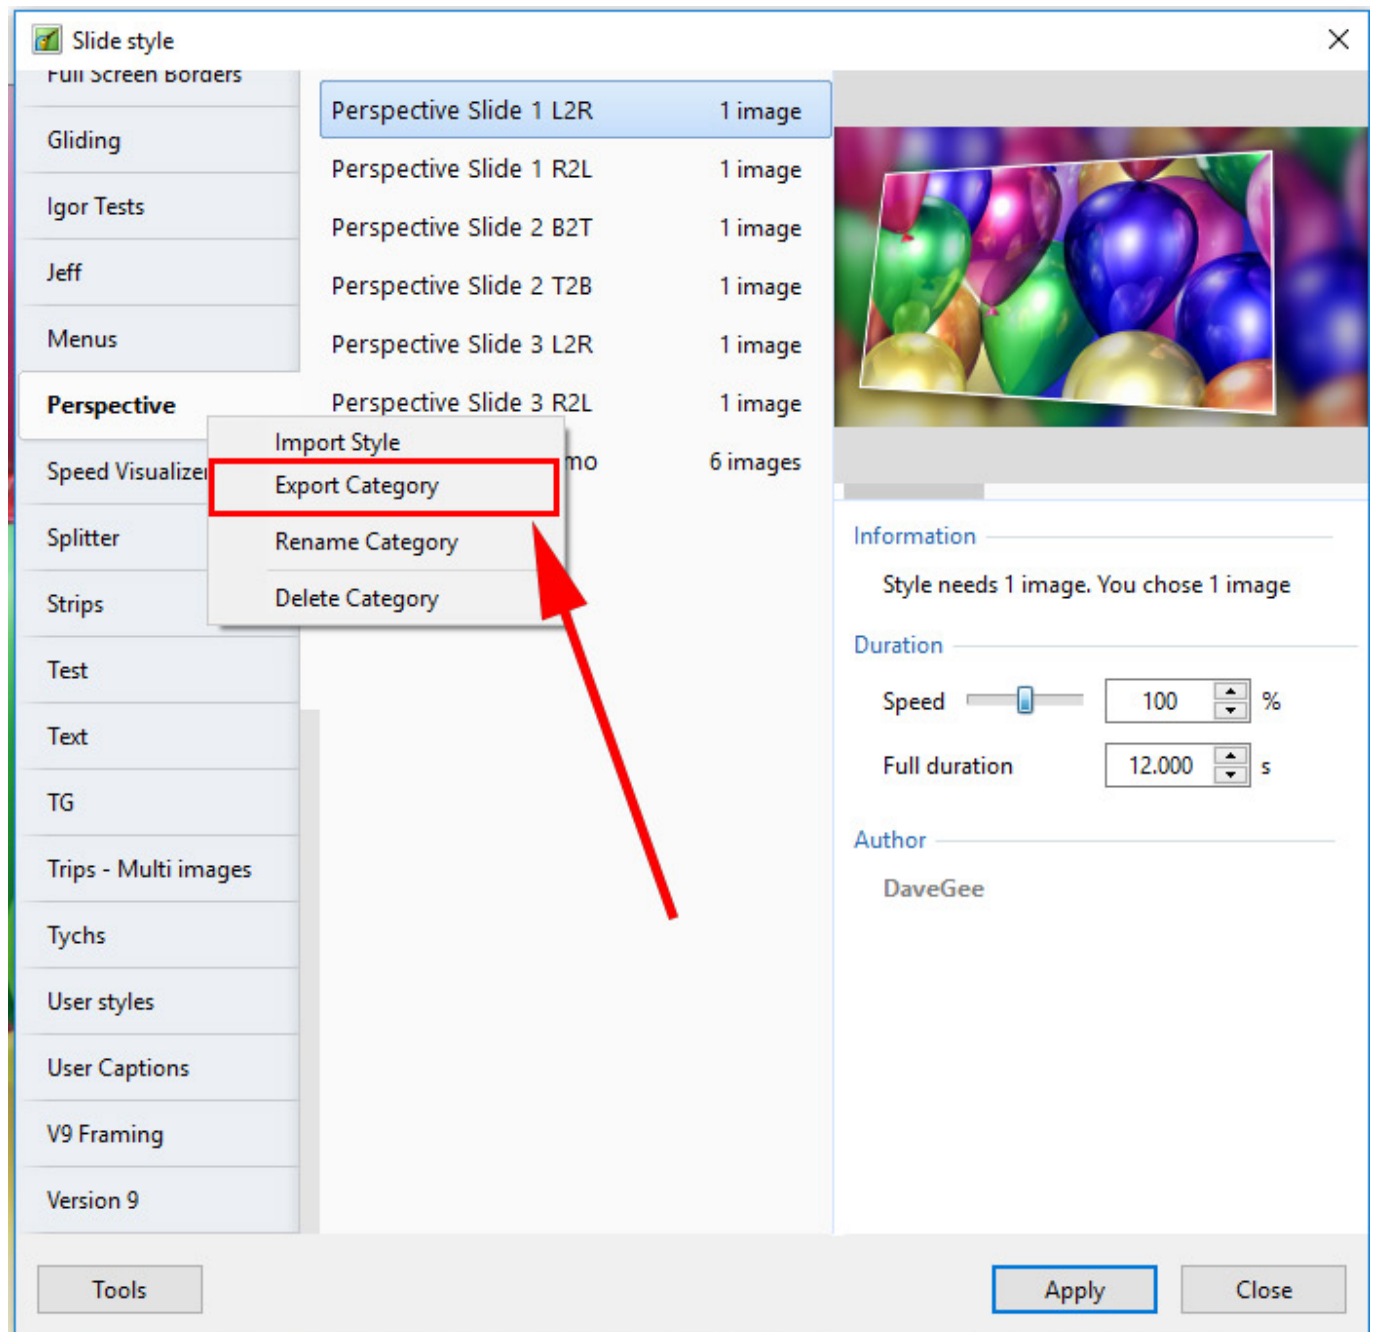 Slide style
Full Screen Borders
Gliding
Igor Tests
Jeff
Menus
Perspective
Speed Visualizer
Splitter
Strips
Test
Text
TG
Trips - Multi images
Tychs
User styles
User Captions
V9 Framing
Version 9
Perspective Slide 1 L2R 1 image
Perspective Slide 1 R2L 1 image
Perspective Slide 2 B2T 1 image
Perspective Slide 2 T2B 1 image
Perspective Slide 3 L2R 1 image
Perspective Slide 3 R2L 1 image
mo 6 images
Import Style
Export Category
Rename Category
Delete Category
Information
Style needs 1 image. You chose 1 image
Duration
Speed 100 %
Full duration 12.000 s
Author
DaveGee
Tools
Apply
Close